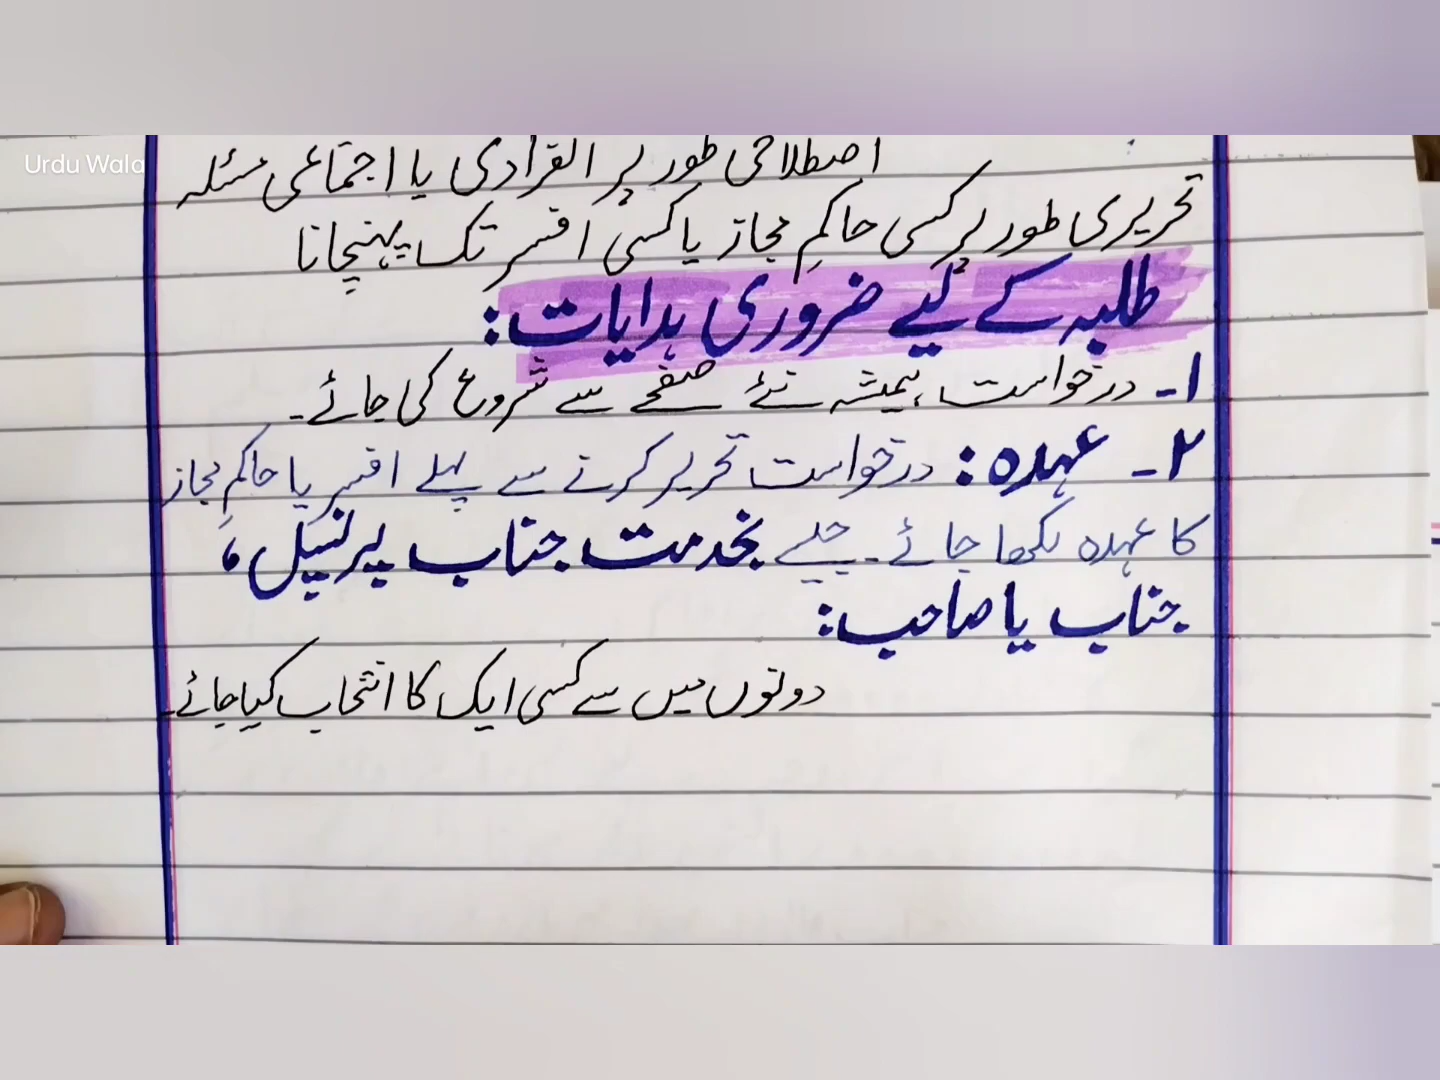 Urdu Wala
اصطلاحی طور پر انفرادی یا اجتماعی مسئلہ
تحریری طور پر کسی حاکمِ مجاز یا کسی افسر تک پہنچانا
طلبہ کے لیے ضروری ہدایات:
۱۔ درخواست ہمیشہ نئے صفحے سے شروع کی جائے۔
۲۔ عہدہ: درخواست تحریر کرنے سے پہلے افسر یا حاکمِ مجاز
کا عہدہ لکھا جائے۔ جیسے بخدمت جناب پرنسپل،
جناب یا صاحب:
دونوں میں سے کسی ایک کا انتخاب کیا جائے۔